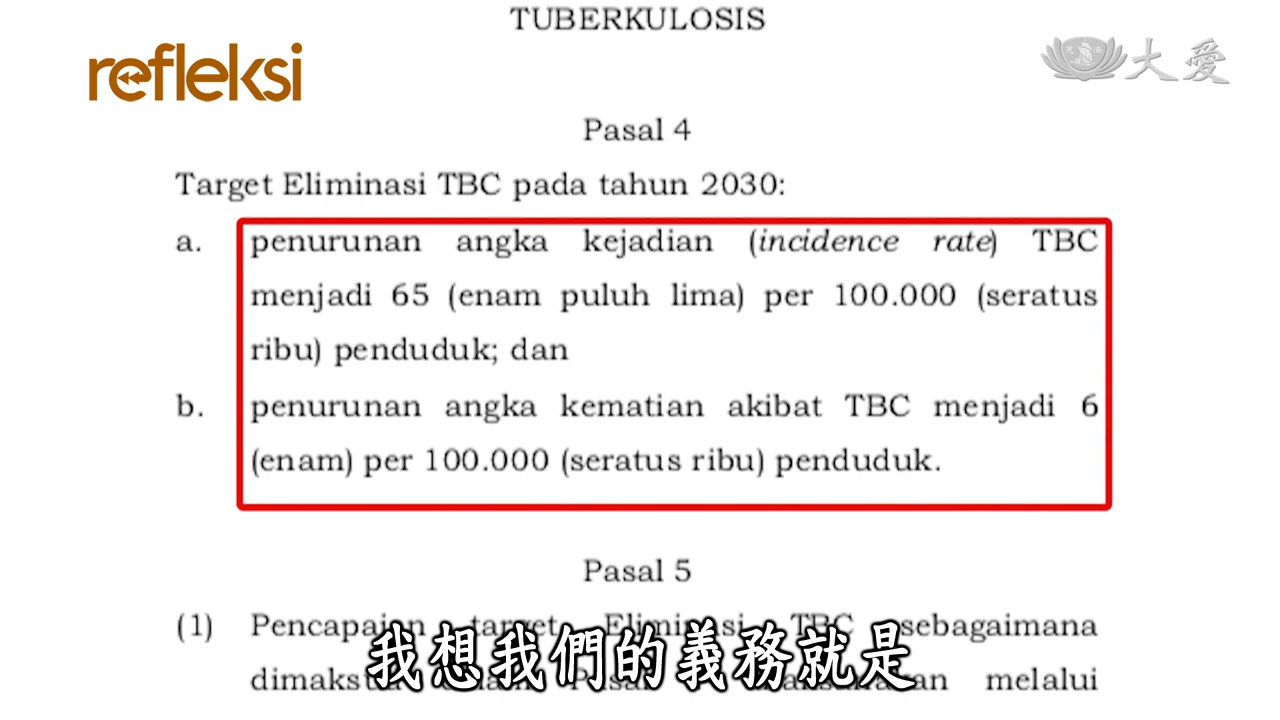 TUBERKULOSIS
refleksi
大愛
Pasal 4
Target Eliminasi TBC pada tahun 2030:
a. penurunan angka kejadian (incidence rate) TBC
menjadi 65 (enam puluh lima) per 100.000 (seratus
ribu) penduduk; dan
b. penurunan angka kematian akibat TBC menjadi 6
(enam) per 100.000 (seratus ribu) penduduk.
Pasal 5
(1) Pencapaian target Eliminasi TBC sebagaimana
melalui
我想我們的義務就是